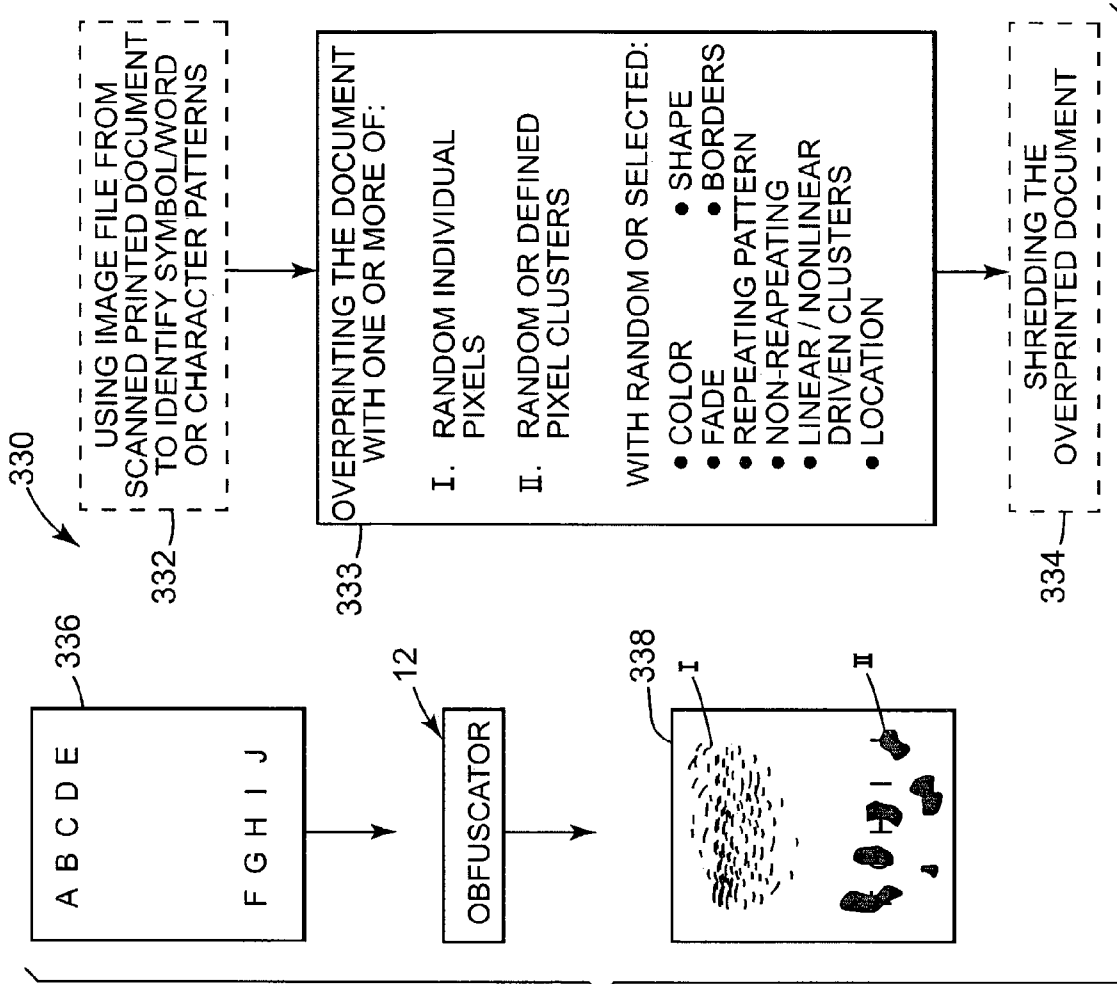 330
332
USING IMAGE FILE FROM
SCANNED PRINTED DOCUMENT
TO IDENTIFY SYMBOL/WORD
OR CHARACTER PATTERNS
333
OVERPRINTING THE DOCUMENT
WITH ONE OR MORE OF:
I. RANDOM INDIVIDUAL
PIXELS
II. RANDOM OR DEFINED
PIXEL CLUSTERS
WITH RANDOM OR SELECTED:
• COLOR • SHAPE
• FADE • BORDERS
• REPEATING PATTERN
• NON-REAPEATING
• LINEAR / NONLINEAR
DRIVEN CLUSTERS
• LOCATION
334
SHREDDING THE
OVERPRINTED DOCUMENT
336
A B C D E
F G H I J
12
OBFUSCATOR
338
I
II
H I